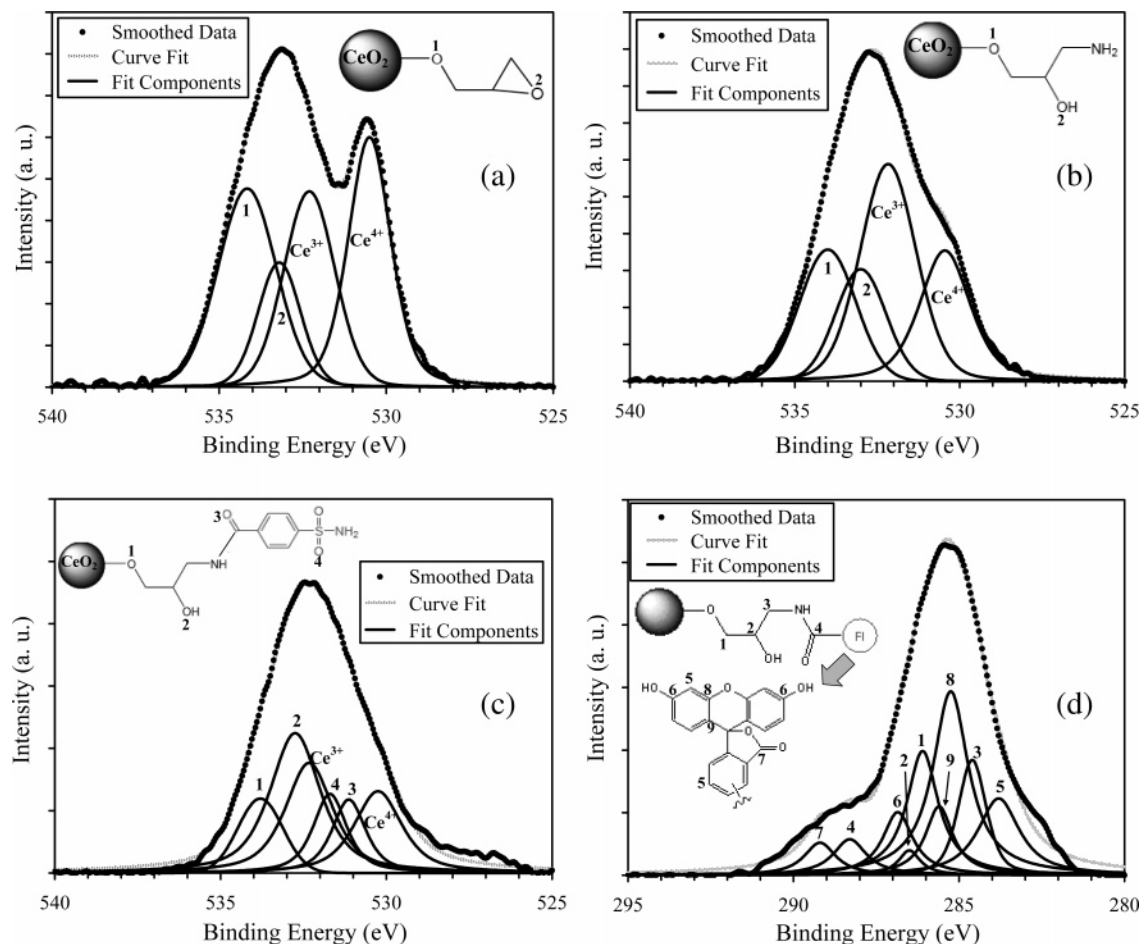 Smoothed Data
Curve Fit
Fit Components
CeO2
1
O
2
O
(a)
1
2
Ce3+
Ce4+
Intensity (a. u.)
540 535 530 525
Binding Energy (eV)
Smoothed Data
Curve Fit
Fit Components
CeO2
1
O
NH2
OH
2
(b)
Ce3+
1
2
Ce4+
Intensity (a. u.)
540 535 530 525
Binding Energy (eV)
3
O
O
S NH2
O
4
CeO2
1
O
NH
OH
2
Smoothed Data
Curve Fit
Fit Components
(c)
2
Ce3+
1
4
3
Ce4+
Intensity (a. u.)
540 535 530 525
Binding Energy (eV)
Smoothed Data
Curve Fit
Fit Components
O
3
NH
2
4
Fl
1
OH
O
HO 6 5 8 O 6 OH
9
O
O
7
5
(d)
8
1
2 9
3
6
5
7
4
Intensity (a. u.)
295 290 285 280
Binding Energy (eV)